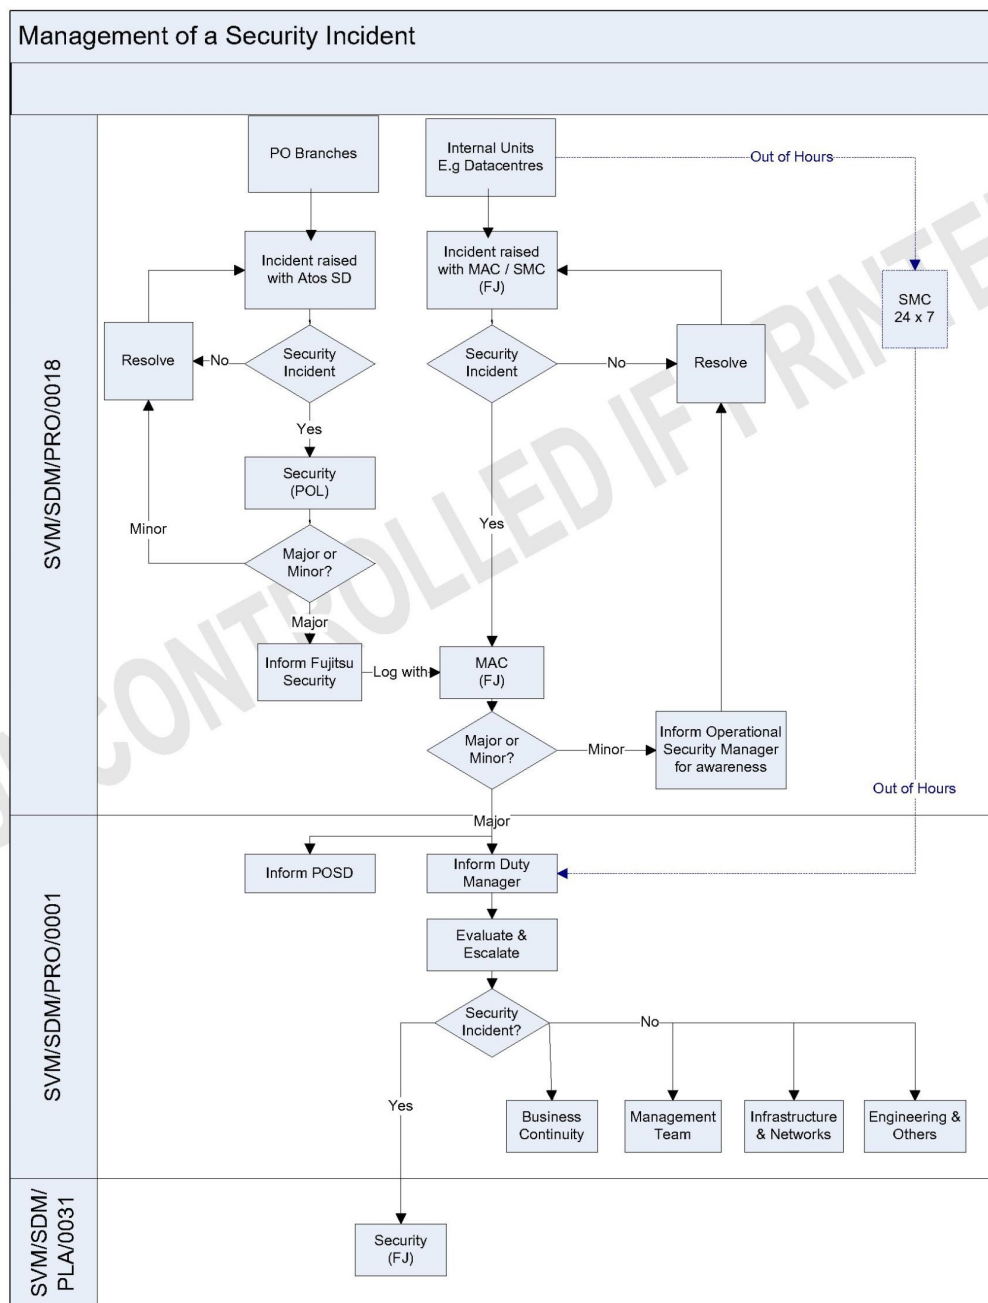 Management of a Security Incident
PO Branches
Internal Units
E.g Datacentres
Out of Hours
Incident raised
with Atos SD
Incident raised
with MAC / SMC
(FJ)
SMC
24 x 7
Resolve
No
Security
Incident
Security
Incident
No
Resolve
SVM/SDM/PRO/0018
Yes
Security
(POL)
Minor
Yes
Major or
Minor?
Major
Inform Fujitsu
Security
Log with
MAC
(FJ)
Major or
Minor?
Minor
Inform Operational
Security Manager
for awareness
Out of Hours
Major
SVM/SDM/PRO/0001
Inform POSD
Inform Duty
Manager
Evaluate &
Escalate
Security
Incident?
No
Yes
Business
Continuity
Management
Team
Infrastructure
& Networks
Engineering &
Others
SVM/SDM/
PLA/0031
Security
(FJ)
CONTROLLED IF